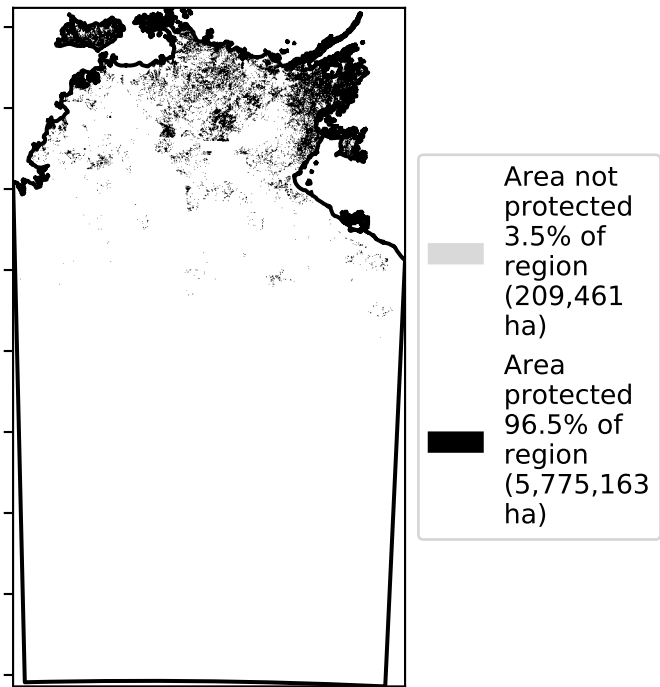 Area not
protected
3.5% of
region
(209,461
ha)
Area
protected
96.5% of
region
(5,775,163
ha)